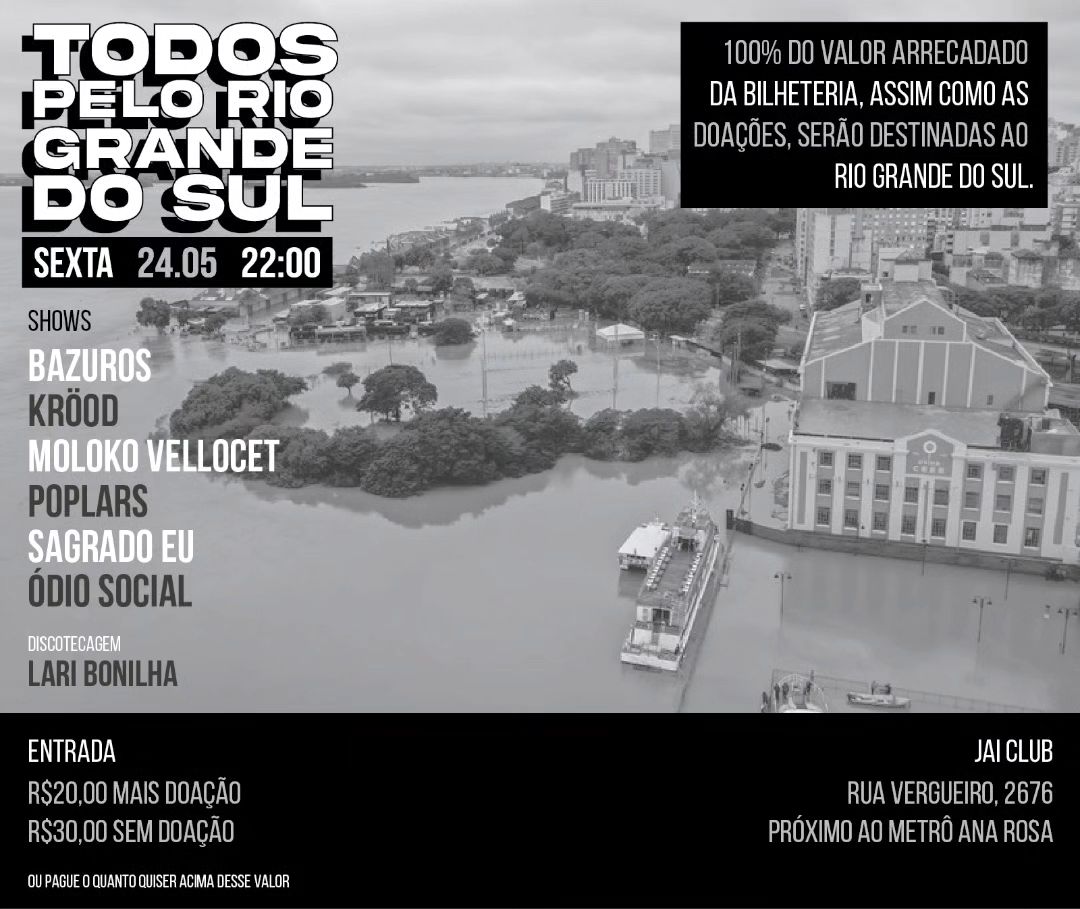 TODOS
PELO RIO
GRANDE
DO SUL
SEXTA 24.05 22:00
100% DO VALOR ARRECADADO
DA BILHETERIA, ASSIM COMO AS
DOAÇÕES, SERÃO DESTINADAS AO
RIO GRANDE DO SUL.
SHOWS
BAZUROS
KRÖOD
MOLOKO VELLOCET
POPLARS
SAGRADO EU
ÓDIO SOCIAL
DISCOTECAGEM
LARI BONILHA
USINA
CEEE
ENTRADA
R$20,00 MAIS DOAÇÃO
R$30,00 SEM DOAÇÃO
OU PAGUE O QUANTO QUISER ACIMA DESSE VALOR
JAI CLUB
RUA VERGUEIRO, 2676
PRÓXIMO AO METRÔ ANA ROSA